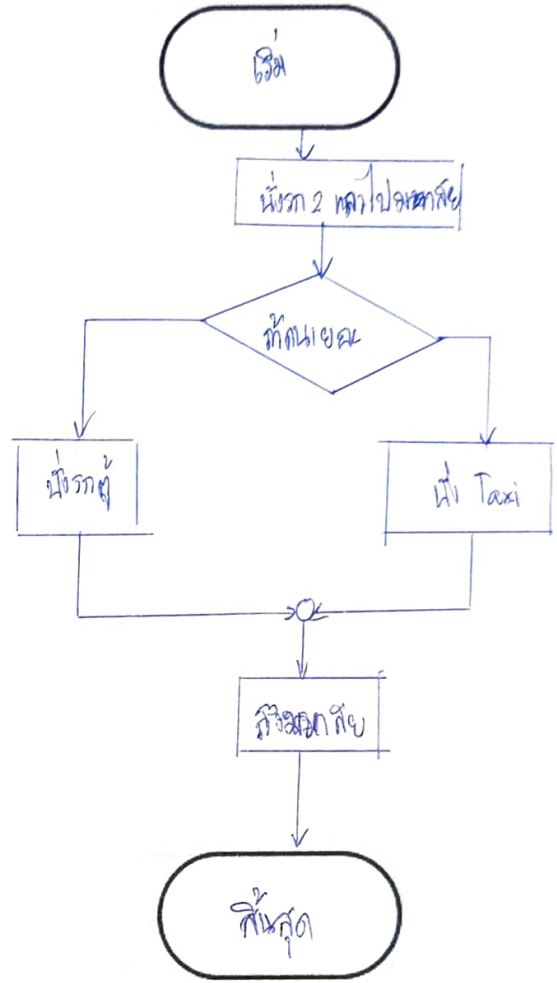 เริ่ม
นั่งรถ 2 แถวไปมหาลัย
ถ้าคนเยอะ
นั่งรถตู้
นั่ง Taxi
ถึงมหาลัย
สิ้นสุด